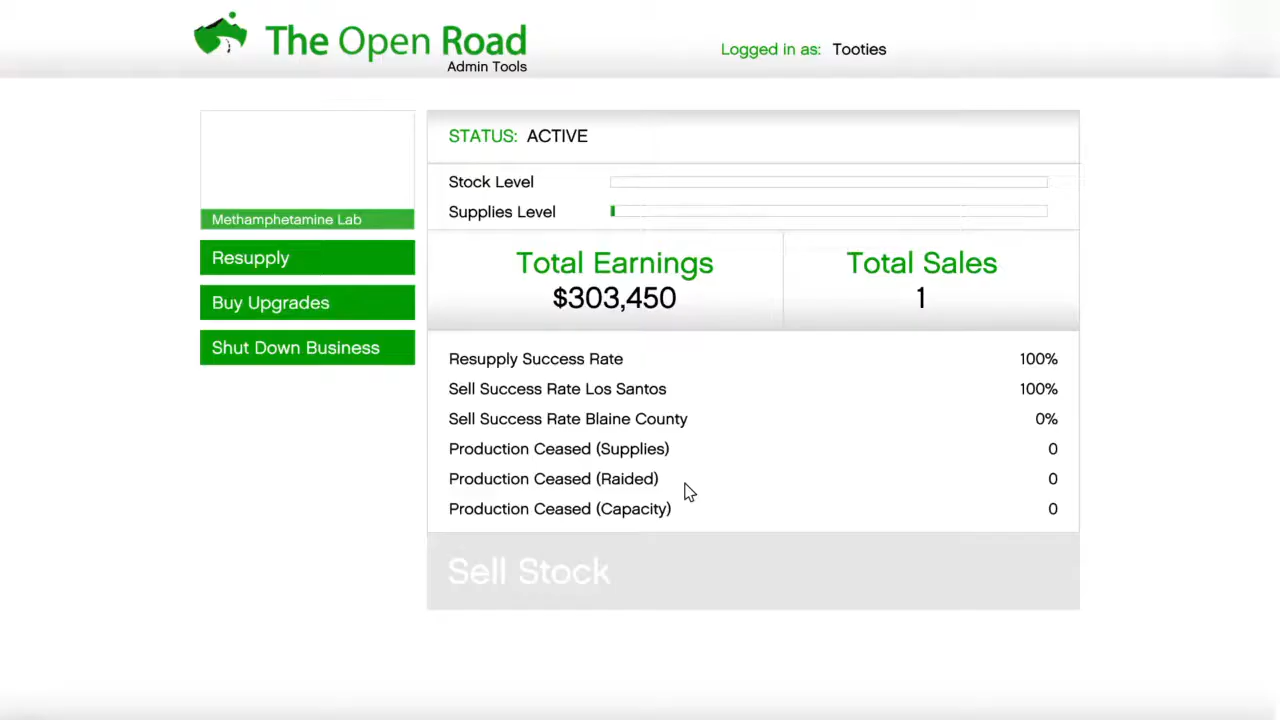 The Open Road
Admin Tools
Logged in as: Tooties
Methamphetamine Lab
Resupply
Buy Upgrades
Shut Down Business
STATUS: ACTIVE
Stock Level
Supplies Level
Total Earnings
$303,450
Total Sales
1
Resupply Success Rate 100%
Sell Success Rate Los Santos 100%
Sell Success Rate Blaine County 0%
Production Ceased (Supplies) 0
Production Ceased (Raided) 0
Production Ceased (Capacity) 0
Sell Stock